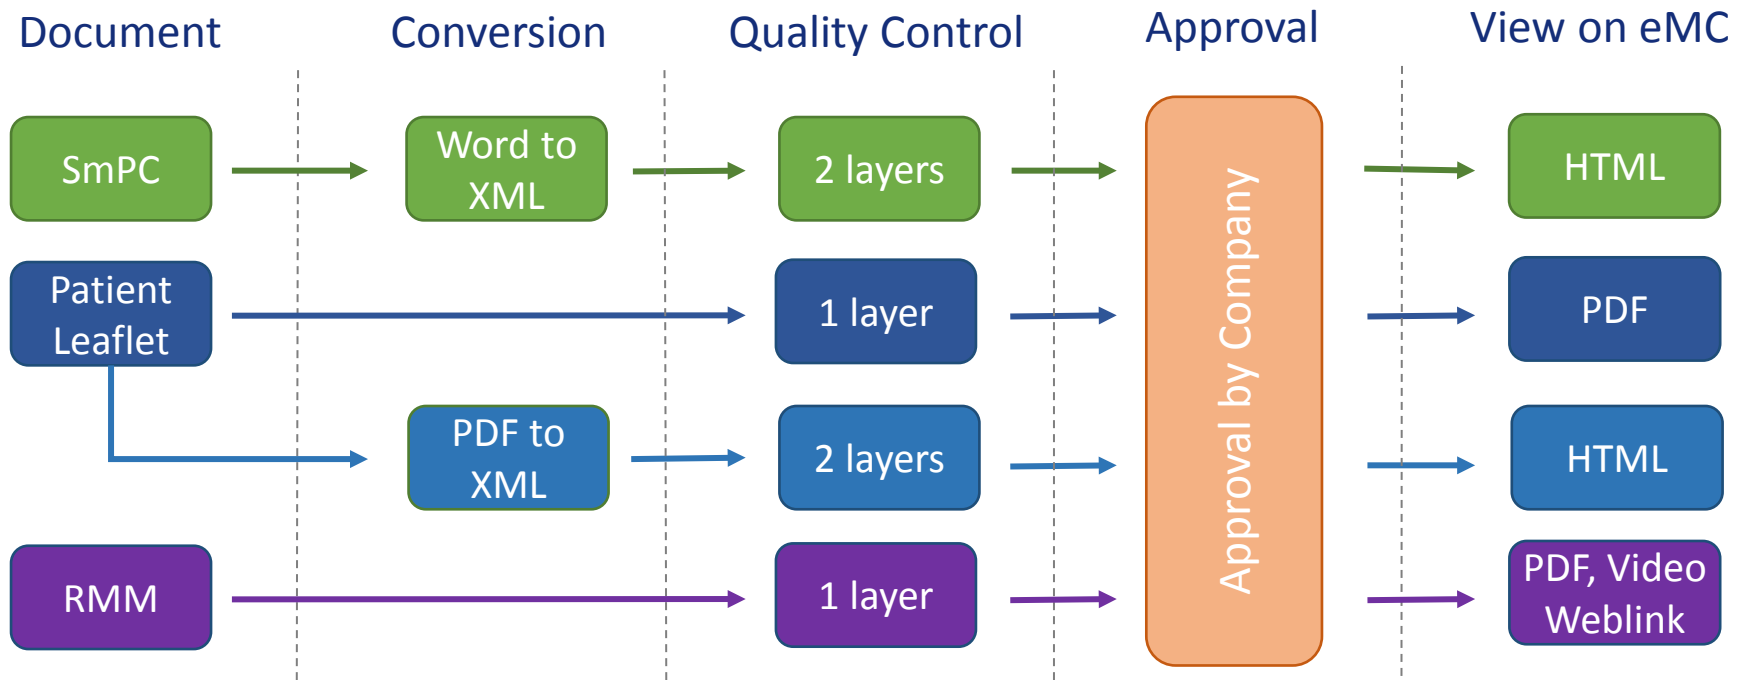 Document
Conversion
Quality Control
Approval
View on eMC
SmPC
Word to
XML
2 layers
HTML
Patient
Leaflet
1 layer
PDF
PDF to
XML
2 layers
HTML
RMM
1 layer
PDF, Video
Weblink
Approval by Company